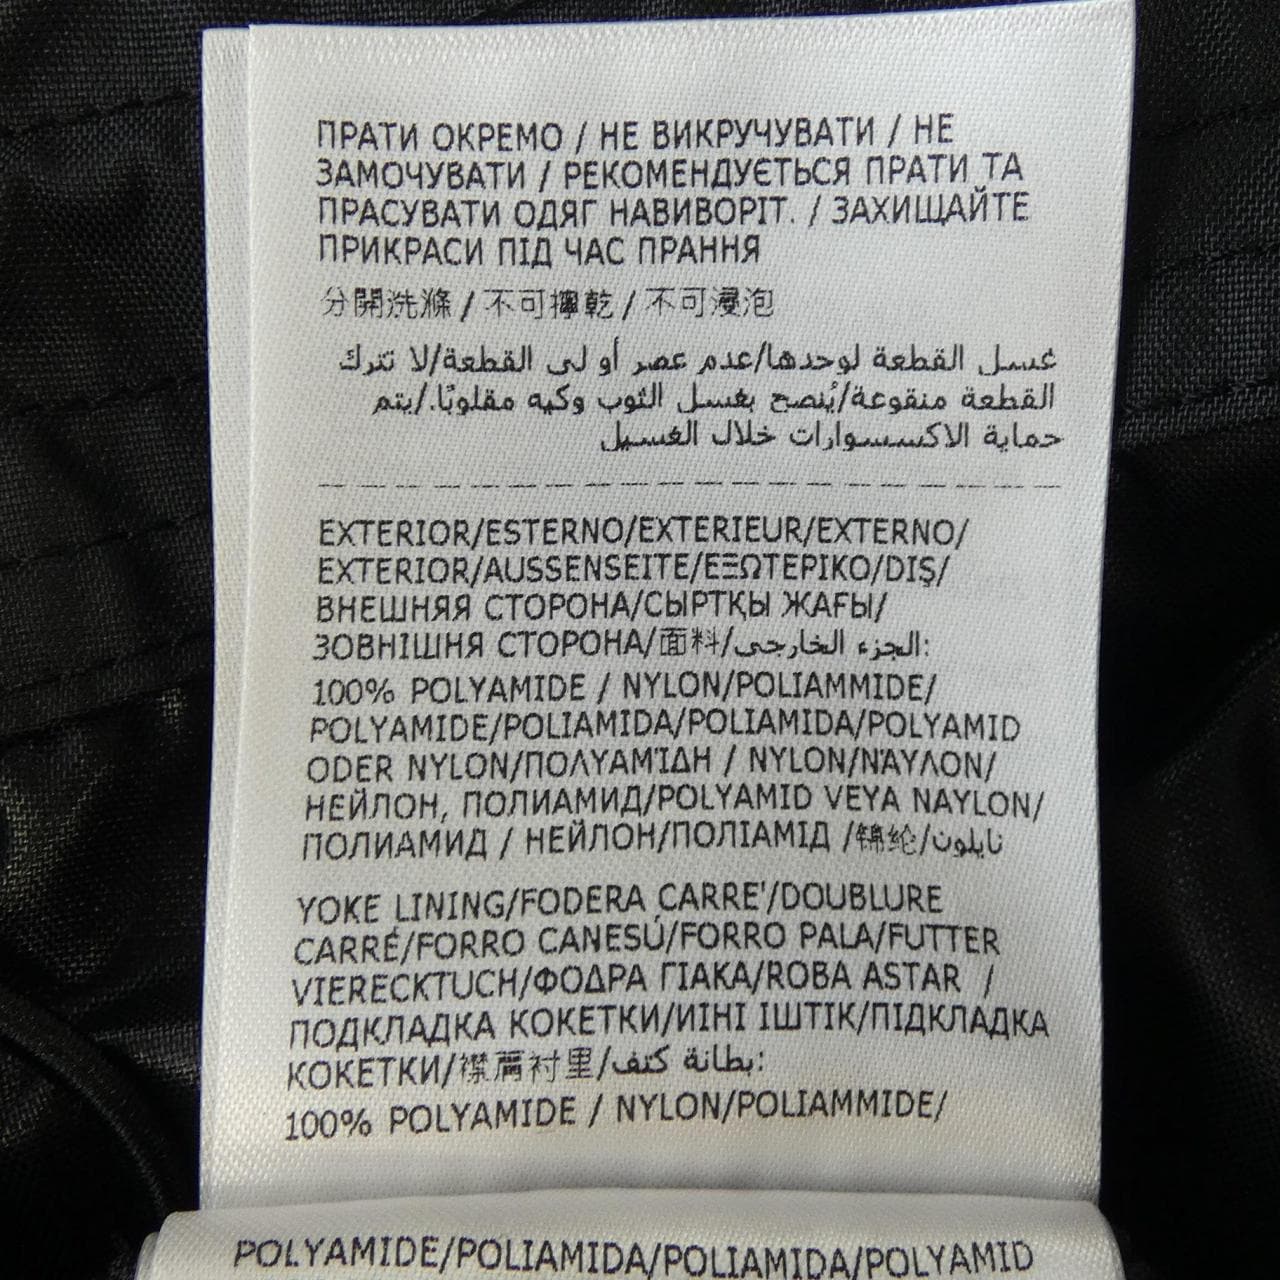 ПРАТИ ОКРЕМО / НЕ ВИКРУЧУВАТИ / НЕ
ЗАМОЧУВАТИ / РЕКОМЕНДУЄТЬСЯ ПРАТИ ТА
ПРАСУВАТИ ОДЯГ НАВИВОРІТ. / ЗАХИЩАЙТЕ
ПРИКРАСИ ПІД ЧАС ПРАННЯ
分開洗滌 / 不可擰乾 / 不可浸泡
غسل القطعة لوحدها/عدم عصر أو لى القطعة/لا تترك
القطعة منقوعة/يُنصح بغسل الثوب وكيه مقلوبًا./يتم
حماية الاكسسوارات خلال الغسيل
EXTERIOR/ESTERNO/EXTERIEUR/EXTERNO/
EXTERIOR/AUSSENSEITE/ΕΞΩΤΕΡΙΚΟ/DIŞ/
ВНЕШНЯЯ СТОРОНА/СЫРТҚЫ ЖАҒЫ/
ЗОВНІШНЯ СТОРОНА/面料/الجزء الخارجى:
100% POLYAMIDE / NYLON/POLIAMMIDE/
POLYAMIDE/POLIAMIDA/POLIAMIDA/POLYAMID
ODER NYLON/ΠΟΛΥΑΜΊΔΗ / NYLON/ΝΆΥΛΟΝ/
НЕЙЛОН, ПОЛИАМИД/POLYAMID VEYA NAYLON/
ПОЛИАМИД / НЕЙЛОН/ПОЛІАМІД /锦纶/نايلون
YOKE LINING/FODERA CARRE'/DOUBLURE
CARRÉ/FORRO CANESÚ/FORRO PALA/FUTTER
VIERECKTUCH/ΦΟΔΡΑ ΓΙΑΚΑ/ROBA ASTAR /
ПОДКЛАДКА КОКЕТКИ/ИІНІ ІШТІК/ПІДКЛАДКА
КОКЕТКИ/襟肩衬里/بطانة كتف:
100% POLYAMIDE / NYLON/POLIAMMIDE/
POLYAMIDE/POLIAMIDA/POLIAMIDA/POLYAMID